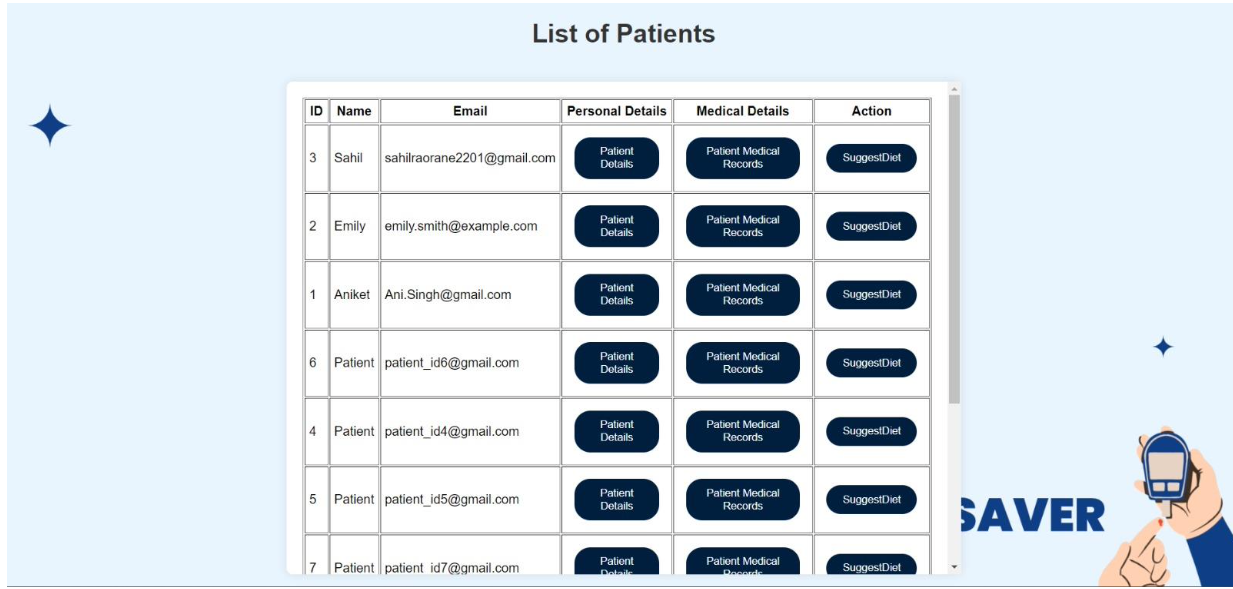 List of Patients
ID Name Email Personal Details Medical Details Action
3 Sahil sahilraorane2201@gmail.com Patient Details Patient Medical Records SuggestDiet
2 Emily emily.smith@example.com Patient Details Patient Medical Records SuggestDiet
1 Aniket Ani.Singh@gmail.com Patient Details Patient Medical Records SuggestDiet
6 Patient patient_id6@gmail.com Patient Details Patient Medical Records SuggestDiet
4 Patient patient_id4@gmail.com Patient Details Patient Medical Records SuggestDiet
5 Patient patient_id5@gmail.com Patient Details Patient Medical Records SuggestDiet
7 Patient patient_id7@gmail.com Patient Details Patient Medical Records SuggestDiet
SAVER